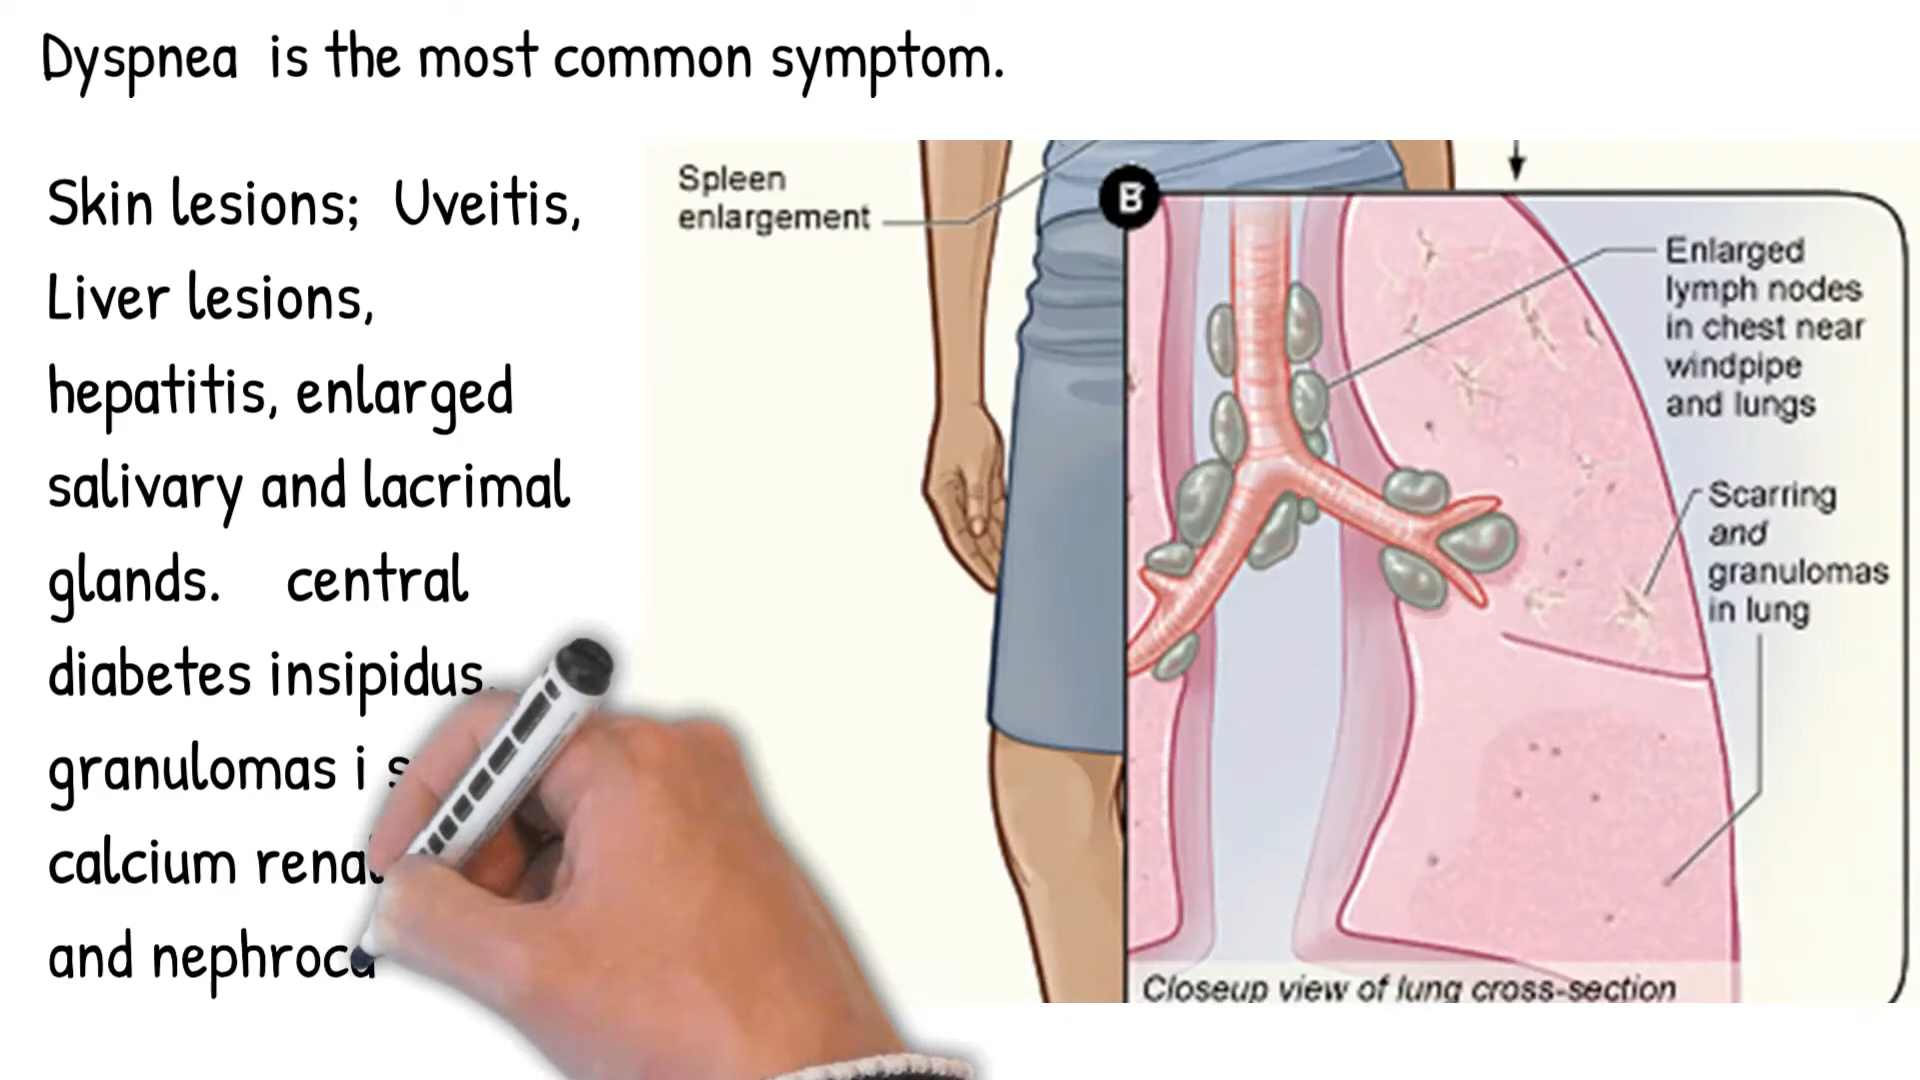 Dyspnea is the most common symptom.
Skin lesions; Uveitis,
Liver lesions,
hepatitis, enlarged
salivary and lacrimal
glands. central
diabetes insipidus.
granulomas i
calcium renal
and
Spleen
enlargement
B
Enlarged
lymph nodes
in chest near
windpipe
and lungs
Scarring
and
granulomas
in lung
Closeup view of lung cross-section